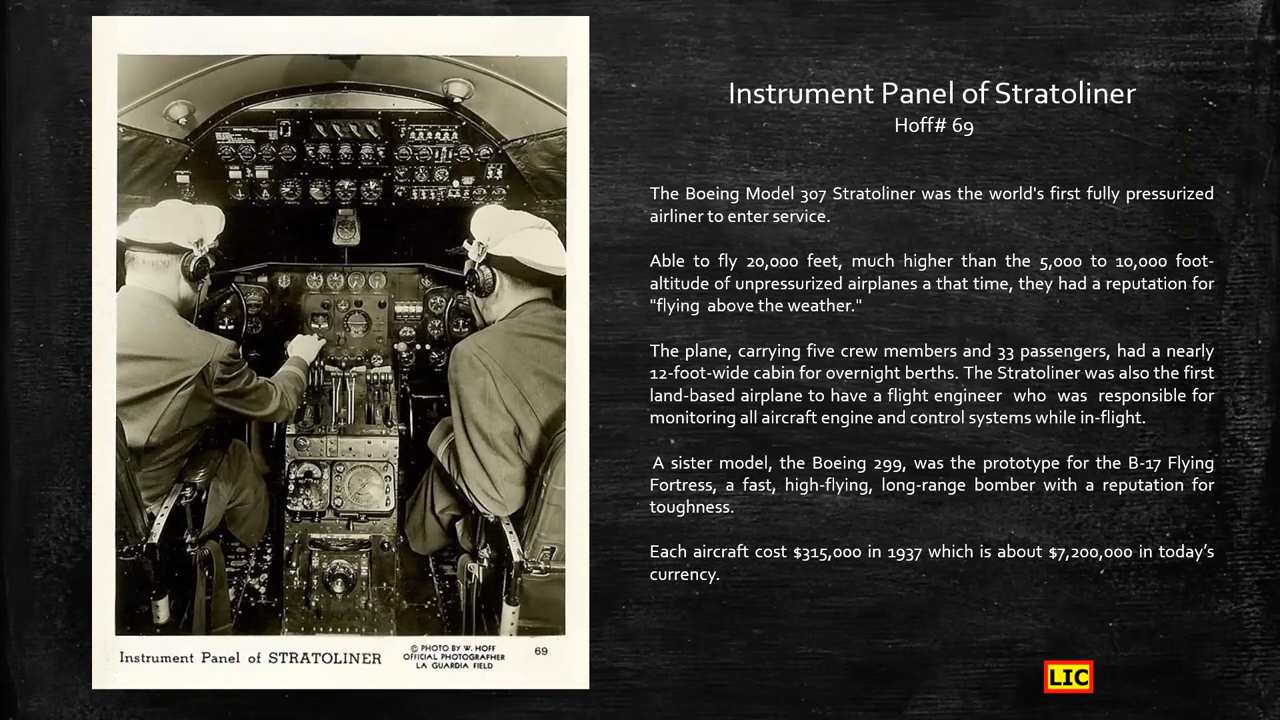 Instrument Panel of Stratoliner
Hoff# 69
The Boeing Model 307 Stratoliner was the world's first fully pressurized
airliner to enter service.
Able to fly 20,000 feet, much higher than the 5,000 to 10,000 foot-
altitude of unpressurized airplanes a that time, they had a reputation for
"flying above the weather."
The plane, carrying five crew members and 33 passengers, had a nearly
12-foot-wide cabin for overnight berths. The Stratoliner was also the first
land-based airplane to have a flight engineer who was responsible for
monitoring all aircraft engine and control systems while in-flight.
A sister model, the Boeing 299, was the prototype for the B-17 Flying
Fortress, a fast, high-flying, long-range bomber with a reputation for
toughness.
Each aircraft cost $315,000 in 1937 which is about $7,200,000 in today’s
currency.
Instrument Panel of STRATOLINER
© PHOTO BY W. HOFF
OFFICIAL PHOTOGRAPHER
LA GUARDIA FIELD
69
LIC